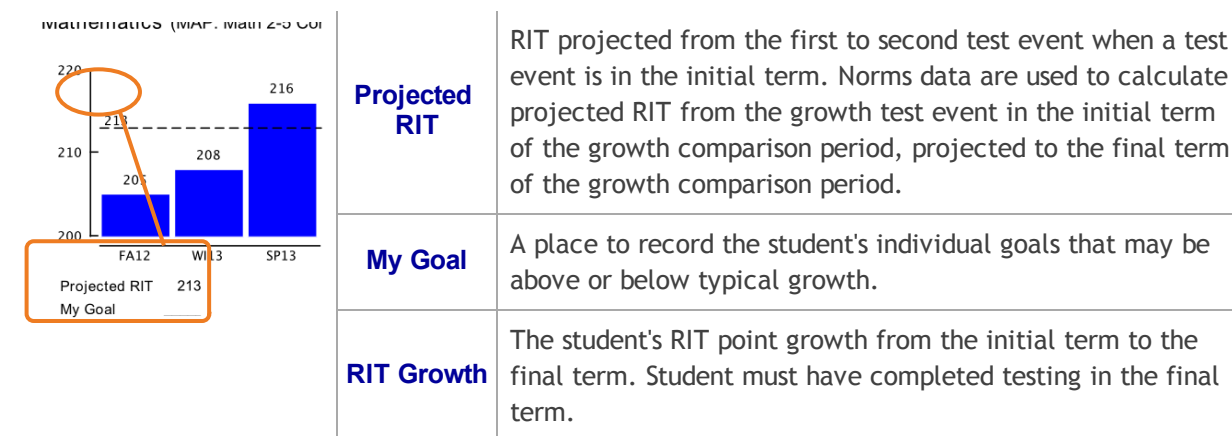 Mathematics (MAP: Math 2-5
220
216
213
210
208
205
200
FA12 WI13 SP13
Projected RIT 213
My Goal
Projected
RIT
RIT projected from the first to second test event when a test
event is in the initial term. Norms data are used to calculate
projected RIT from the growth test event in the initial term
of the growth comparison period, projected to the final term
of the growth comparison period.
My Goal
A place to record the student's individual goals that may be
above or below typical growth.
RIT Growth
The student's RIT point growth from the initial term to the
final term. Student must have completed testing in the final
term.